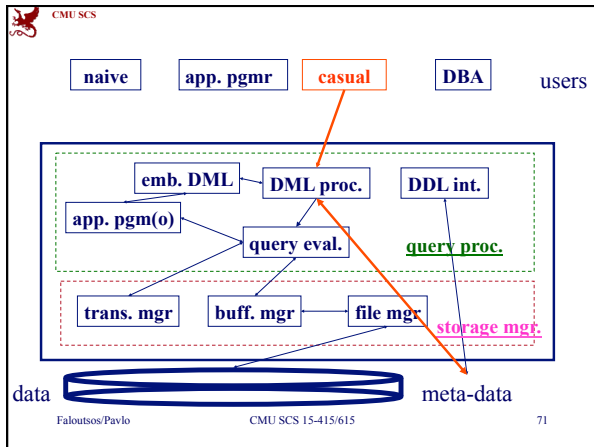 CMU SCS
naive
app. pgmr
casual
DBA
users
emb. DML
DML proc.
DDL int.
app. pgm(o)
query eval.
query proc.
trans. mgr
buff. mgr
file mgr
storage mgr.
data
meta-data
Faloutsos/Pavlo
CMU SCS 15-415/615
71